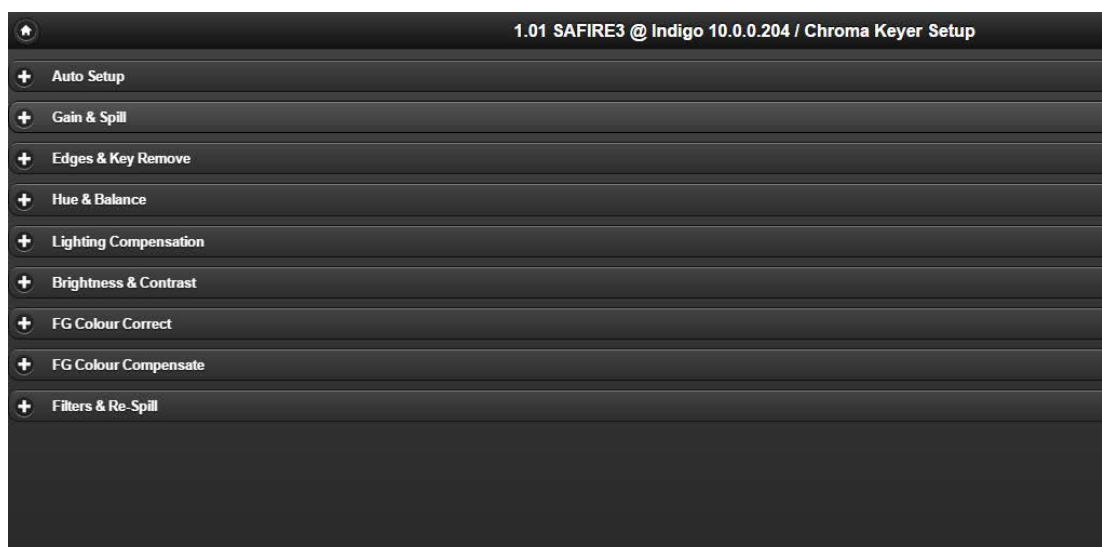 1.01 SAFIRE3 @ Indigo 10.0.0.204 / Chroma Keyer Setup
Auto Setup
Gain & Spill
Edges & Key Remove
Hue & Balance
Lighting Compensation
Brightness & Contrast
FG Colour Correct
FG Colour Compensate
Filters & Re-Spill